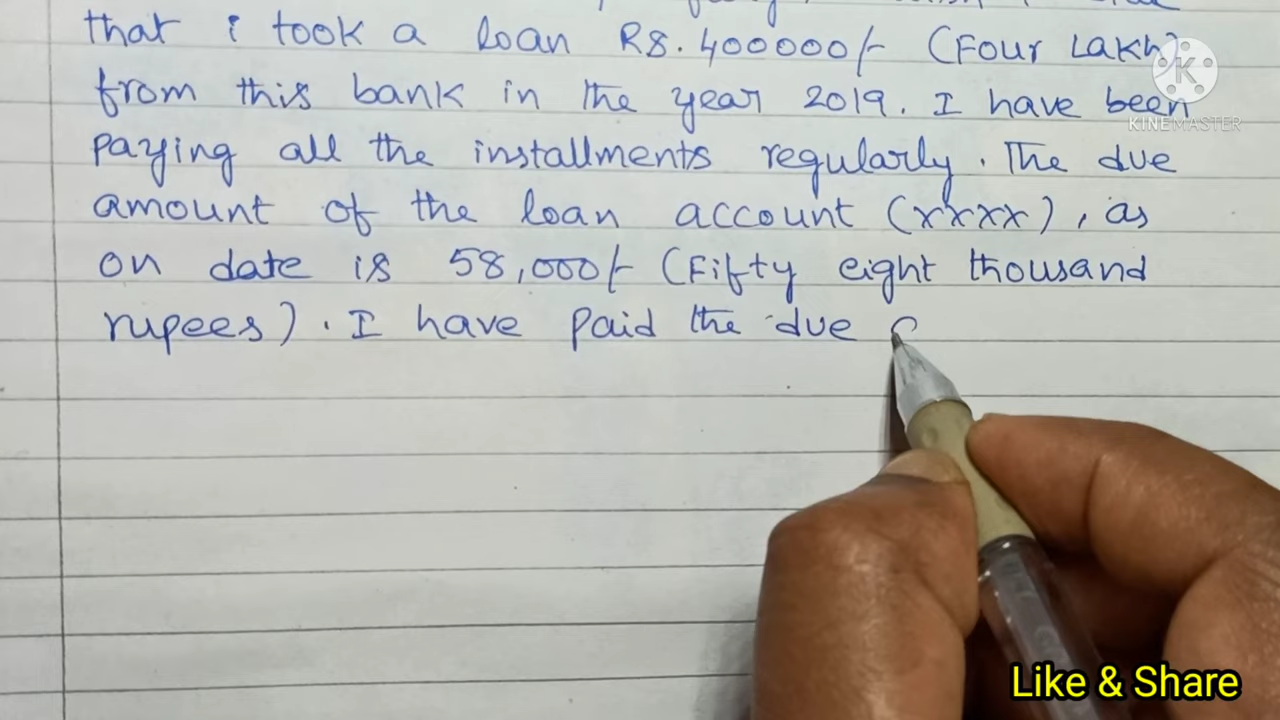 that i took a loan Rs. 400000/- (Four Lakh)
from this bank in the year 2019. I have been
paying all the installments regularly. The due
amount of the loan account (xxxx), as
on date is 58,000/- (Fifty eight thousand
rupees). I have paid the due
K
KINEMASTER
Like & Share